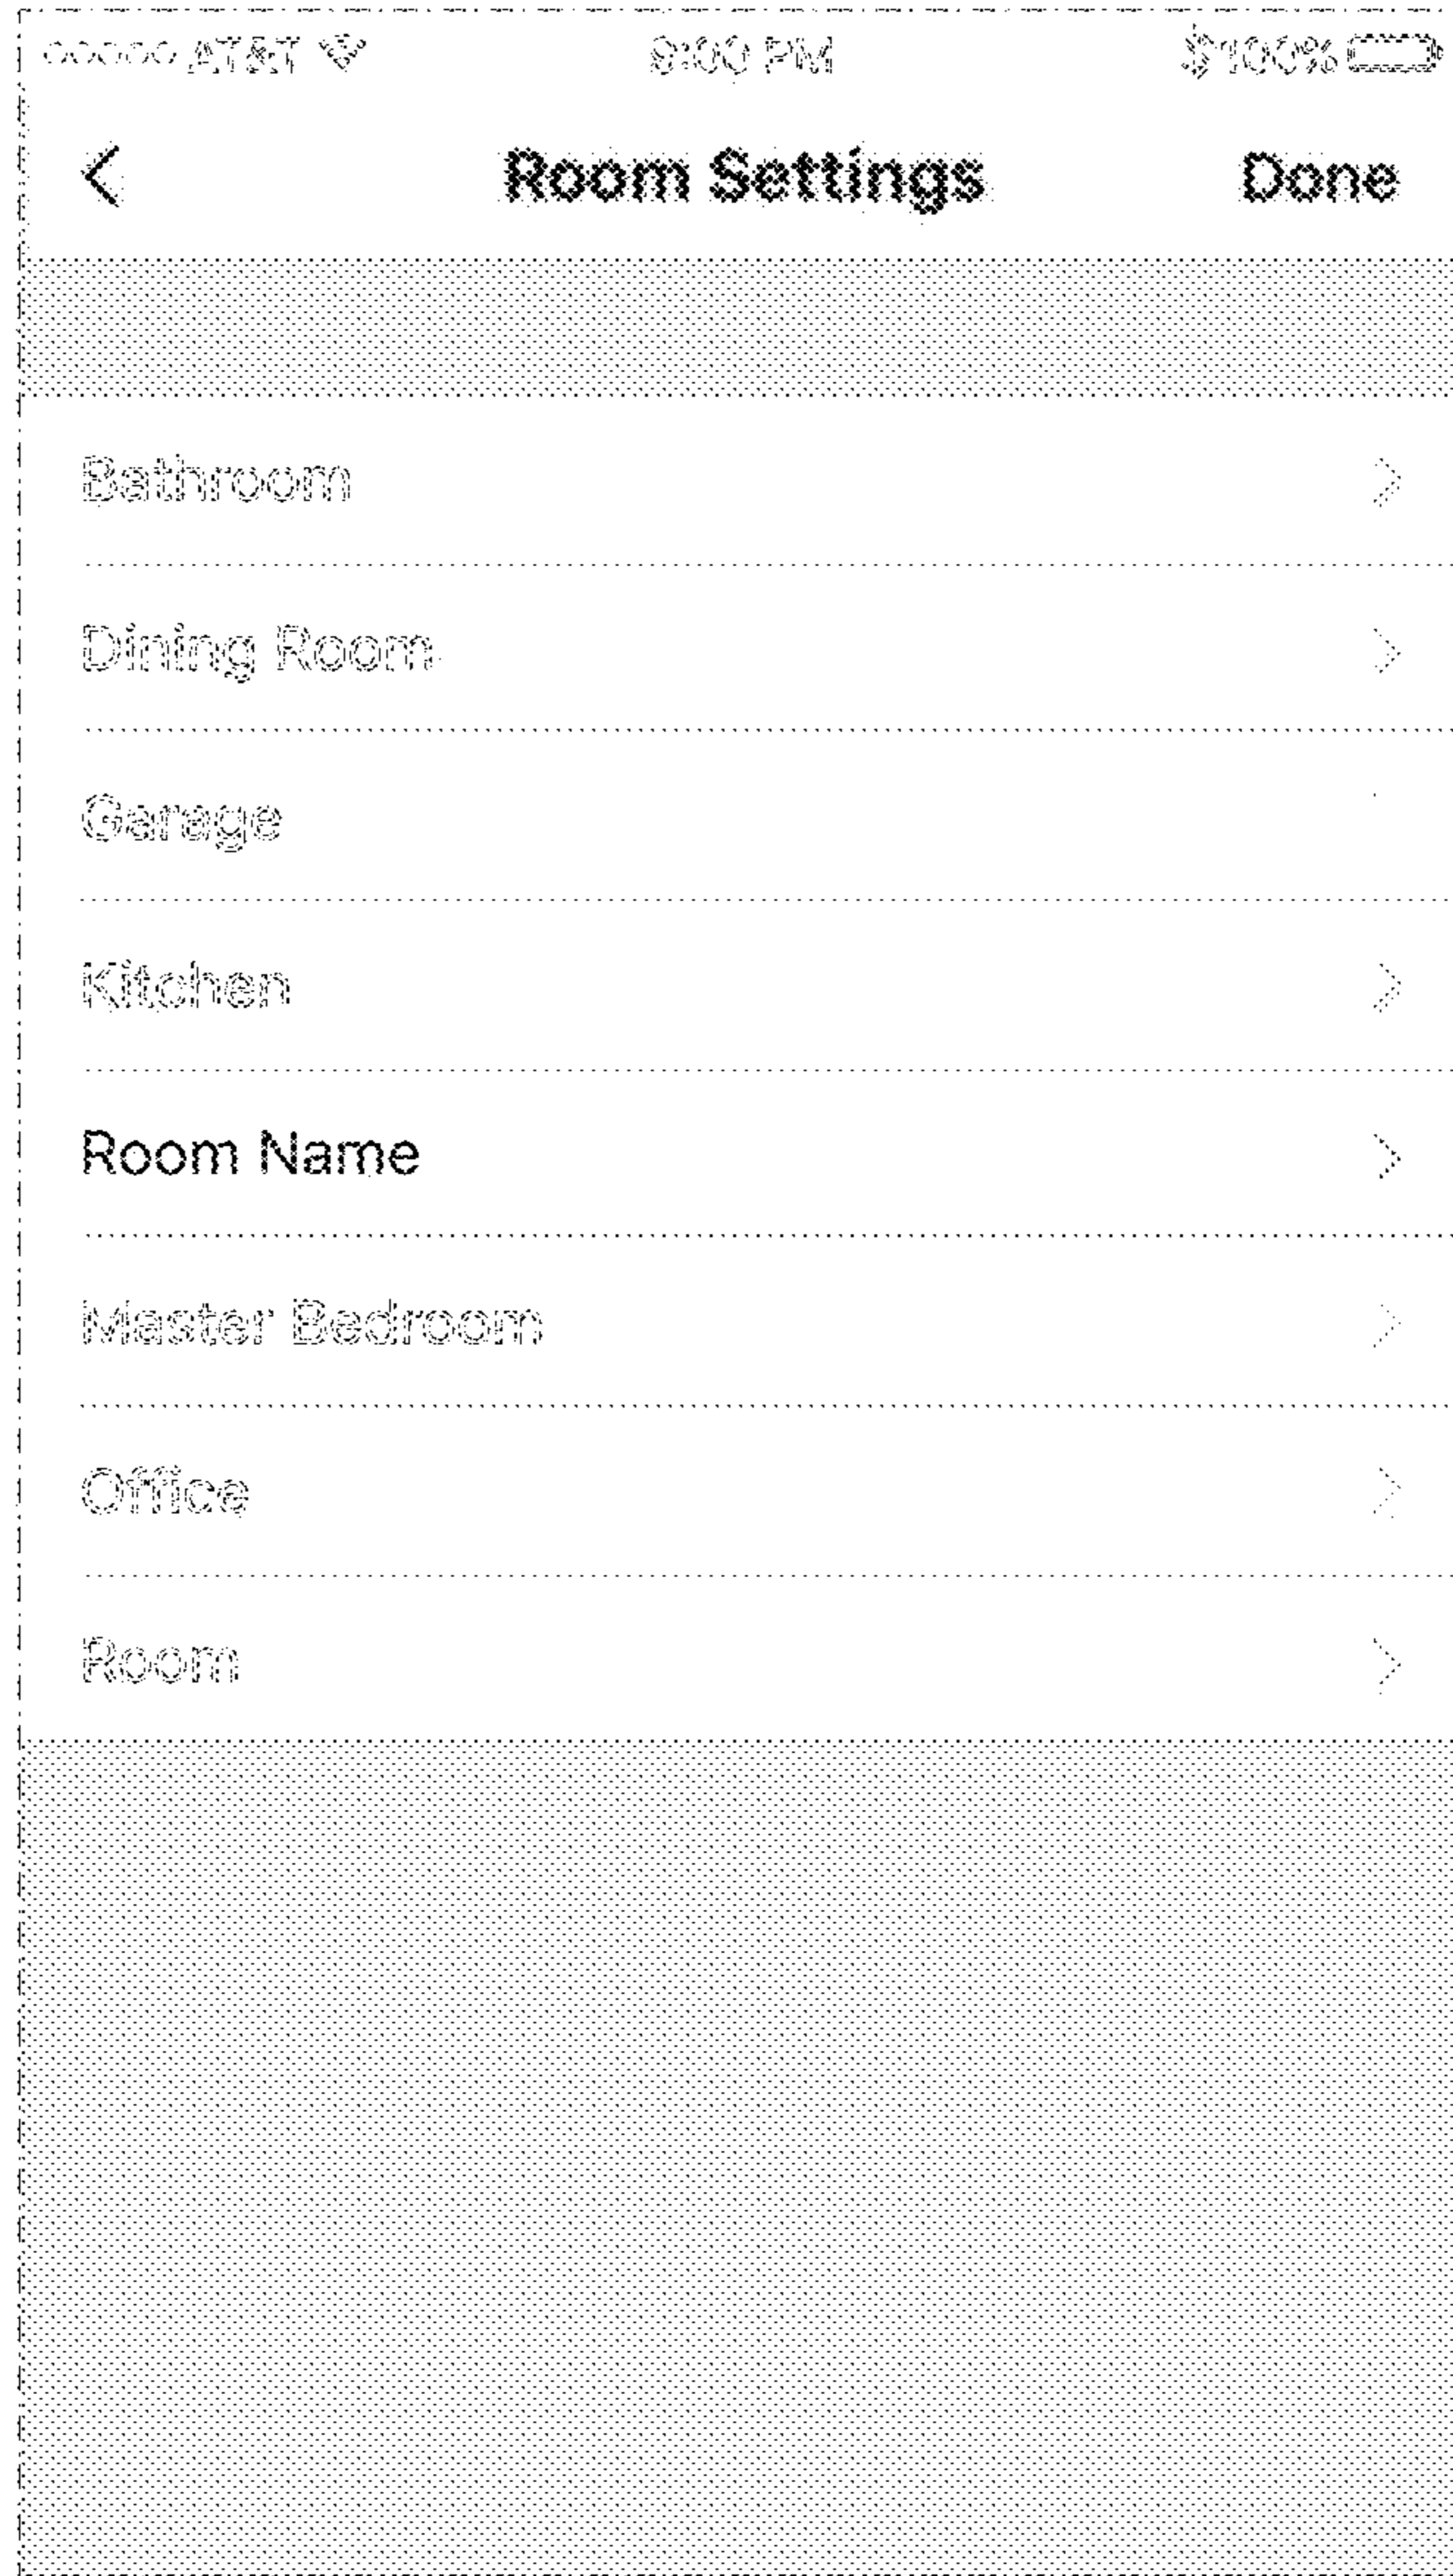 AT&T 9:00 PM 100%
Room Settings Done
Bathroom
Dining Room
Garage
Kitchen
Room Name
Master Bedroom
Office
Room